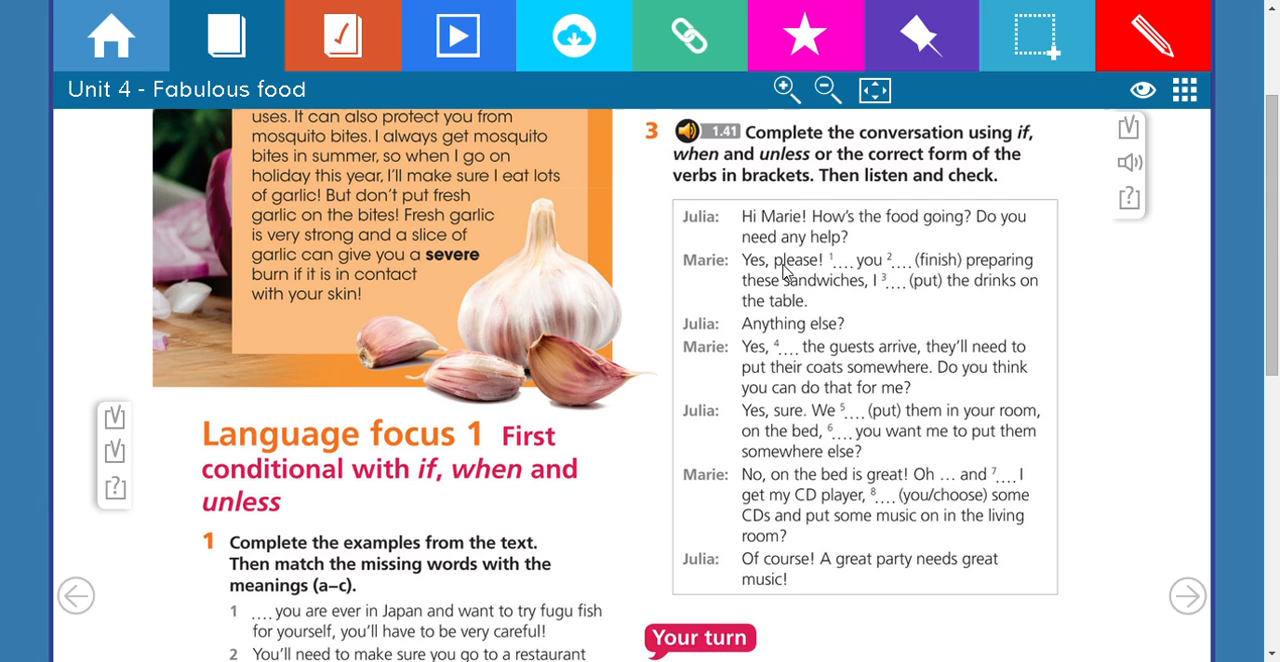 Unit 4 - Fabulous food
uses. It can also protect you from
mosquito bites. I always get mosquito
bites in summer, so when I go on
holiday this year, I'll make sure I eat lots
of garlic! But don't put fresh
garlic on the bites! Fresh garlic
is very strong and a slice of
garlic can give you a severe
burn if it is in contact
with your skin!
Language focus 1 First
conditional with if, when and
unless
1 Complete the examples from the text.
Then match the missing words with the
meanings (a–c).
1 .... you are ever in Japan and want to try fugu fish
for yourself, you'll have to be very careful!
2 You'll need to make sure you go to a restaurant
3 1.41 Complete the conversation using if,
when and unless or the correct form of the
verbs in brackets. Then listen and check.
Julia: Hi Marie! How's the food going? Do you
need any help?
Marie: Yes, please! 1.... you 2.... (finish) preparing
these sandwiches, I 3.... (put) the drinks on
the table.
Julia: Anything else?
Marie: Yes, 4.... the guests arrive, they'll need to
put their coats somewhere. Do you think
you can do that for me?
Julia: Yes, sure. We 5.... (put) them in your room,
on the bed, 6.... you want me to put them
somewhere else?
Marie: No, on the bed is great! Oh ... and 7.... I
get my CD player, 8.... (you/choose) some
CDs and put some music on in the living
room?
Julia: Of course! A great party needs great
music!
Your turn